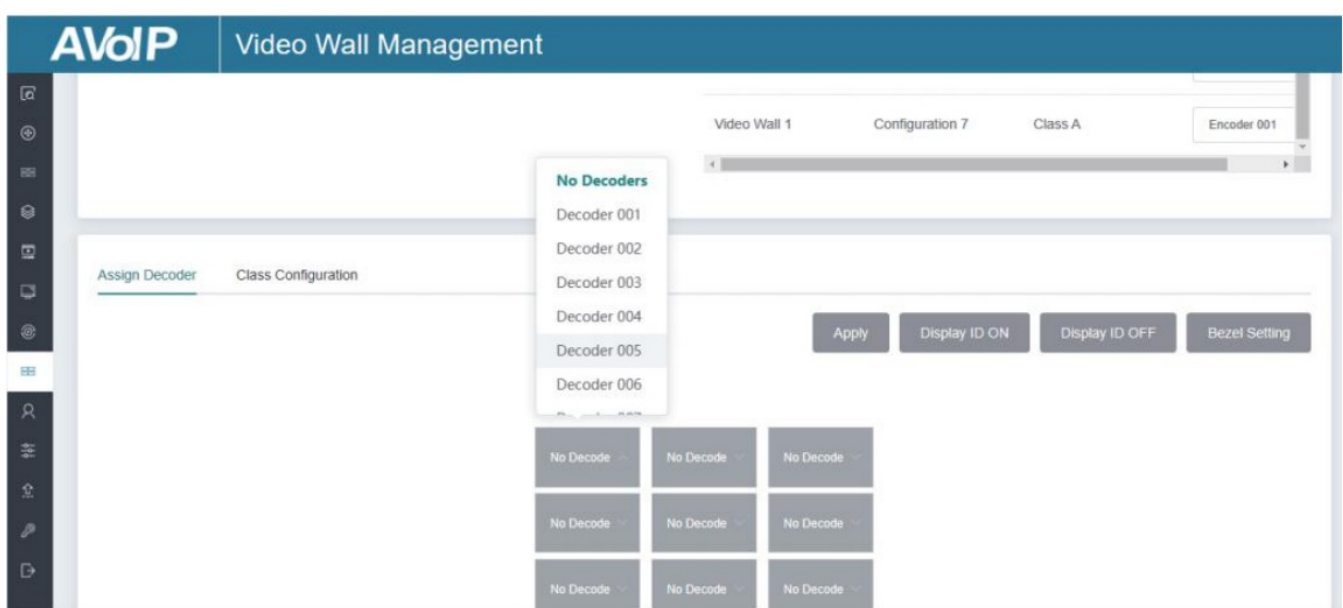 AVoIP Video Wall Management
Video Wall 1 Configuration 7 Class A Encoder 001
No Decoders
Decoder 001
Decoder 002
Decoder 003
Decoder 004
Decoder 005
Decoder 006
Assign Decoder Class Configuration
Apply Display ID ON Display ID OFF Bezel Setting
No Decode No Decode No Decode
No Decode No Decode No Decode
No Decode No Decode No Decode